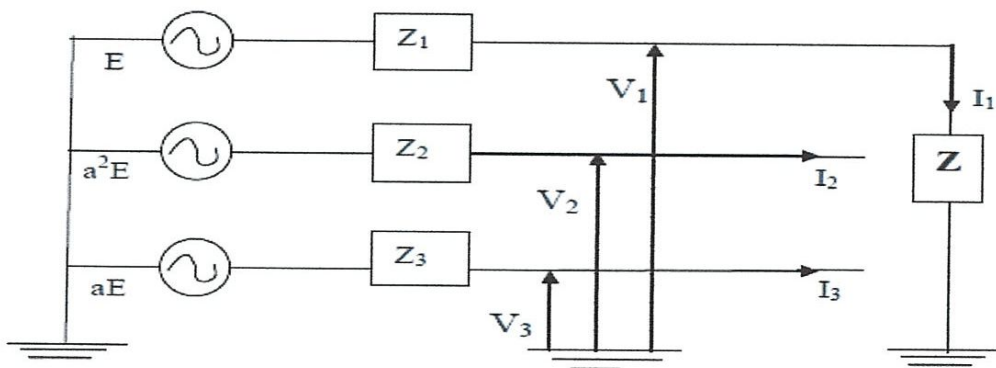 E Z₁
V₁ I₁
a²E Z₂ Z
V₂ I₂
aE Z₃
V₃ I₃